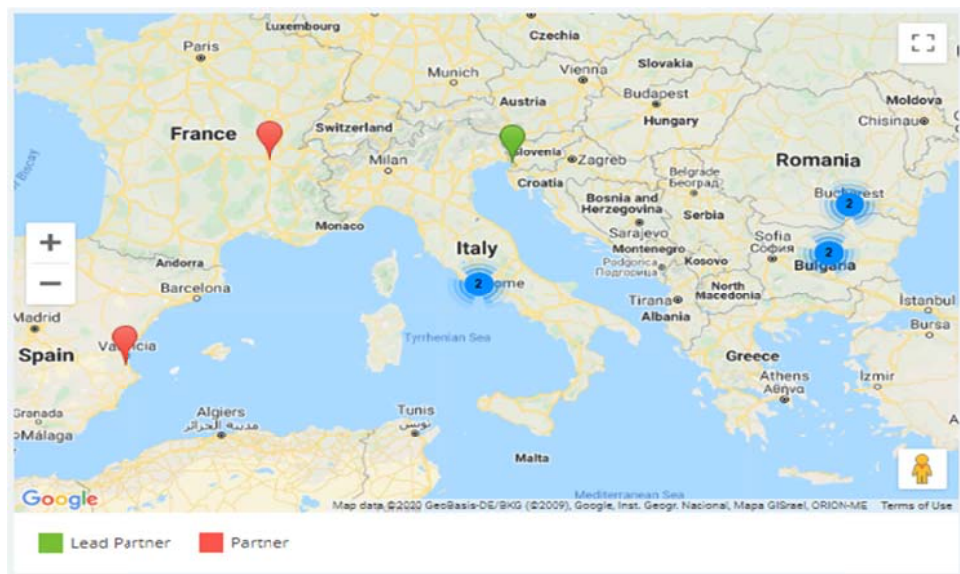 Luxembourg
Paris
Czechia
Munich
Vienna
Slovakia
Austria
Budapest
Hungary
Moldova
Chisinau
France
Switzerland
Milan
Slovenia
Zagreb
Romania
Croatia
Belgrade
Београд
Bucharest
2
Bosnia and
Herzegovina
Serbia
Monaco
Italy
Sarajevo
Sofia
София
2
Montenegro
Podgorica
Подгорица
Kosovo
Bulgaria
+
−
Andorra
Barcelona
2
Rome
North
Macedonia
Tirana
Albania
Istanbul
Bursa
Madrid
Spain
Valencia
Tyrrhenian Sea
Greece
Athens
Αθήνα
Izmir
Granada
Málaga
Algiers
مدينة الجزائر
Tunis
تونس
Malta
Mediterranean Sea
Google
Map data ©2020 GeoBasis-DE/BKG (©2009), Google, Inst. Geogr. Nacional, Mapa GISrael, ORION-ME Terms of Use
Lead Partner Partner